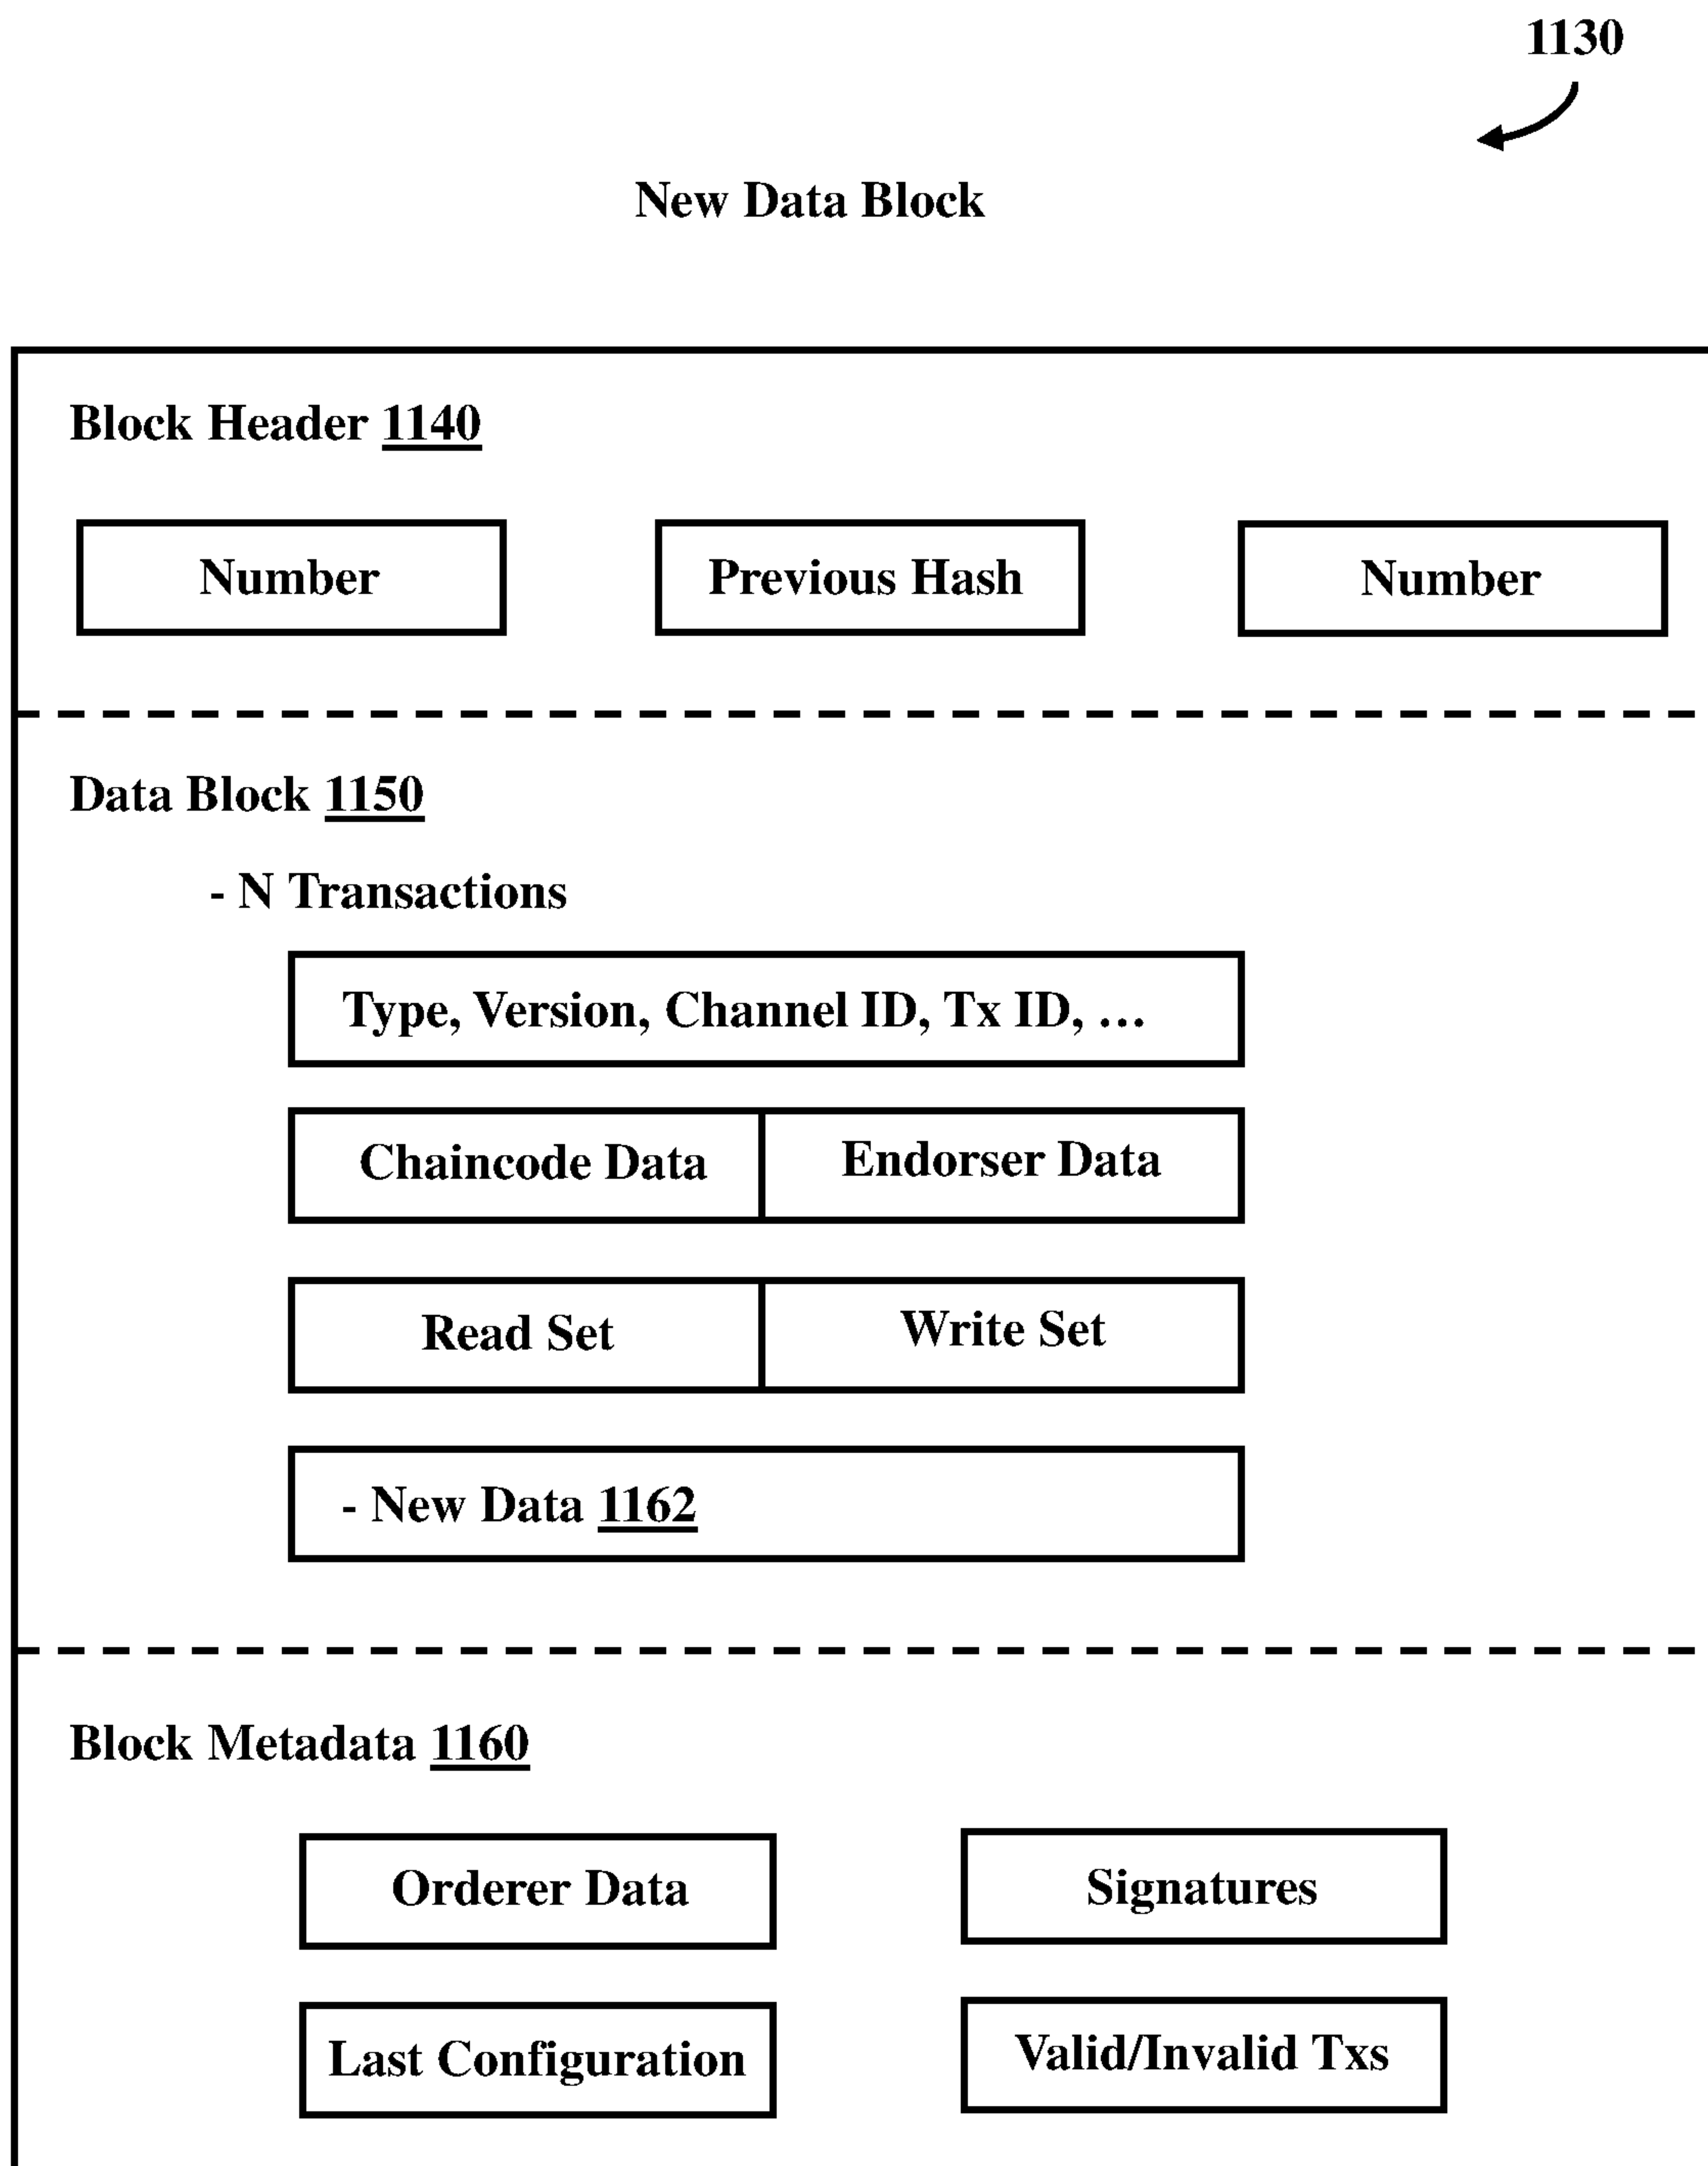 1130
New Data Block
Block Header 1140
Number
Previous Hash
Number
Data Block 1150
- N Transactions
Type, Version, Channel ID, Tx ID, …
Chaincode Data
Endorser Data
Read Set
Write Set
- New Data 1162
Block Metadata 1160
Orderer Data
Signatures
Last Configuration
Valid/Invalid Txs